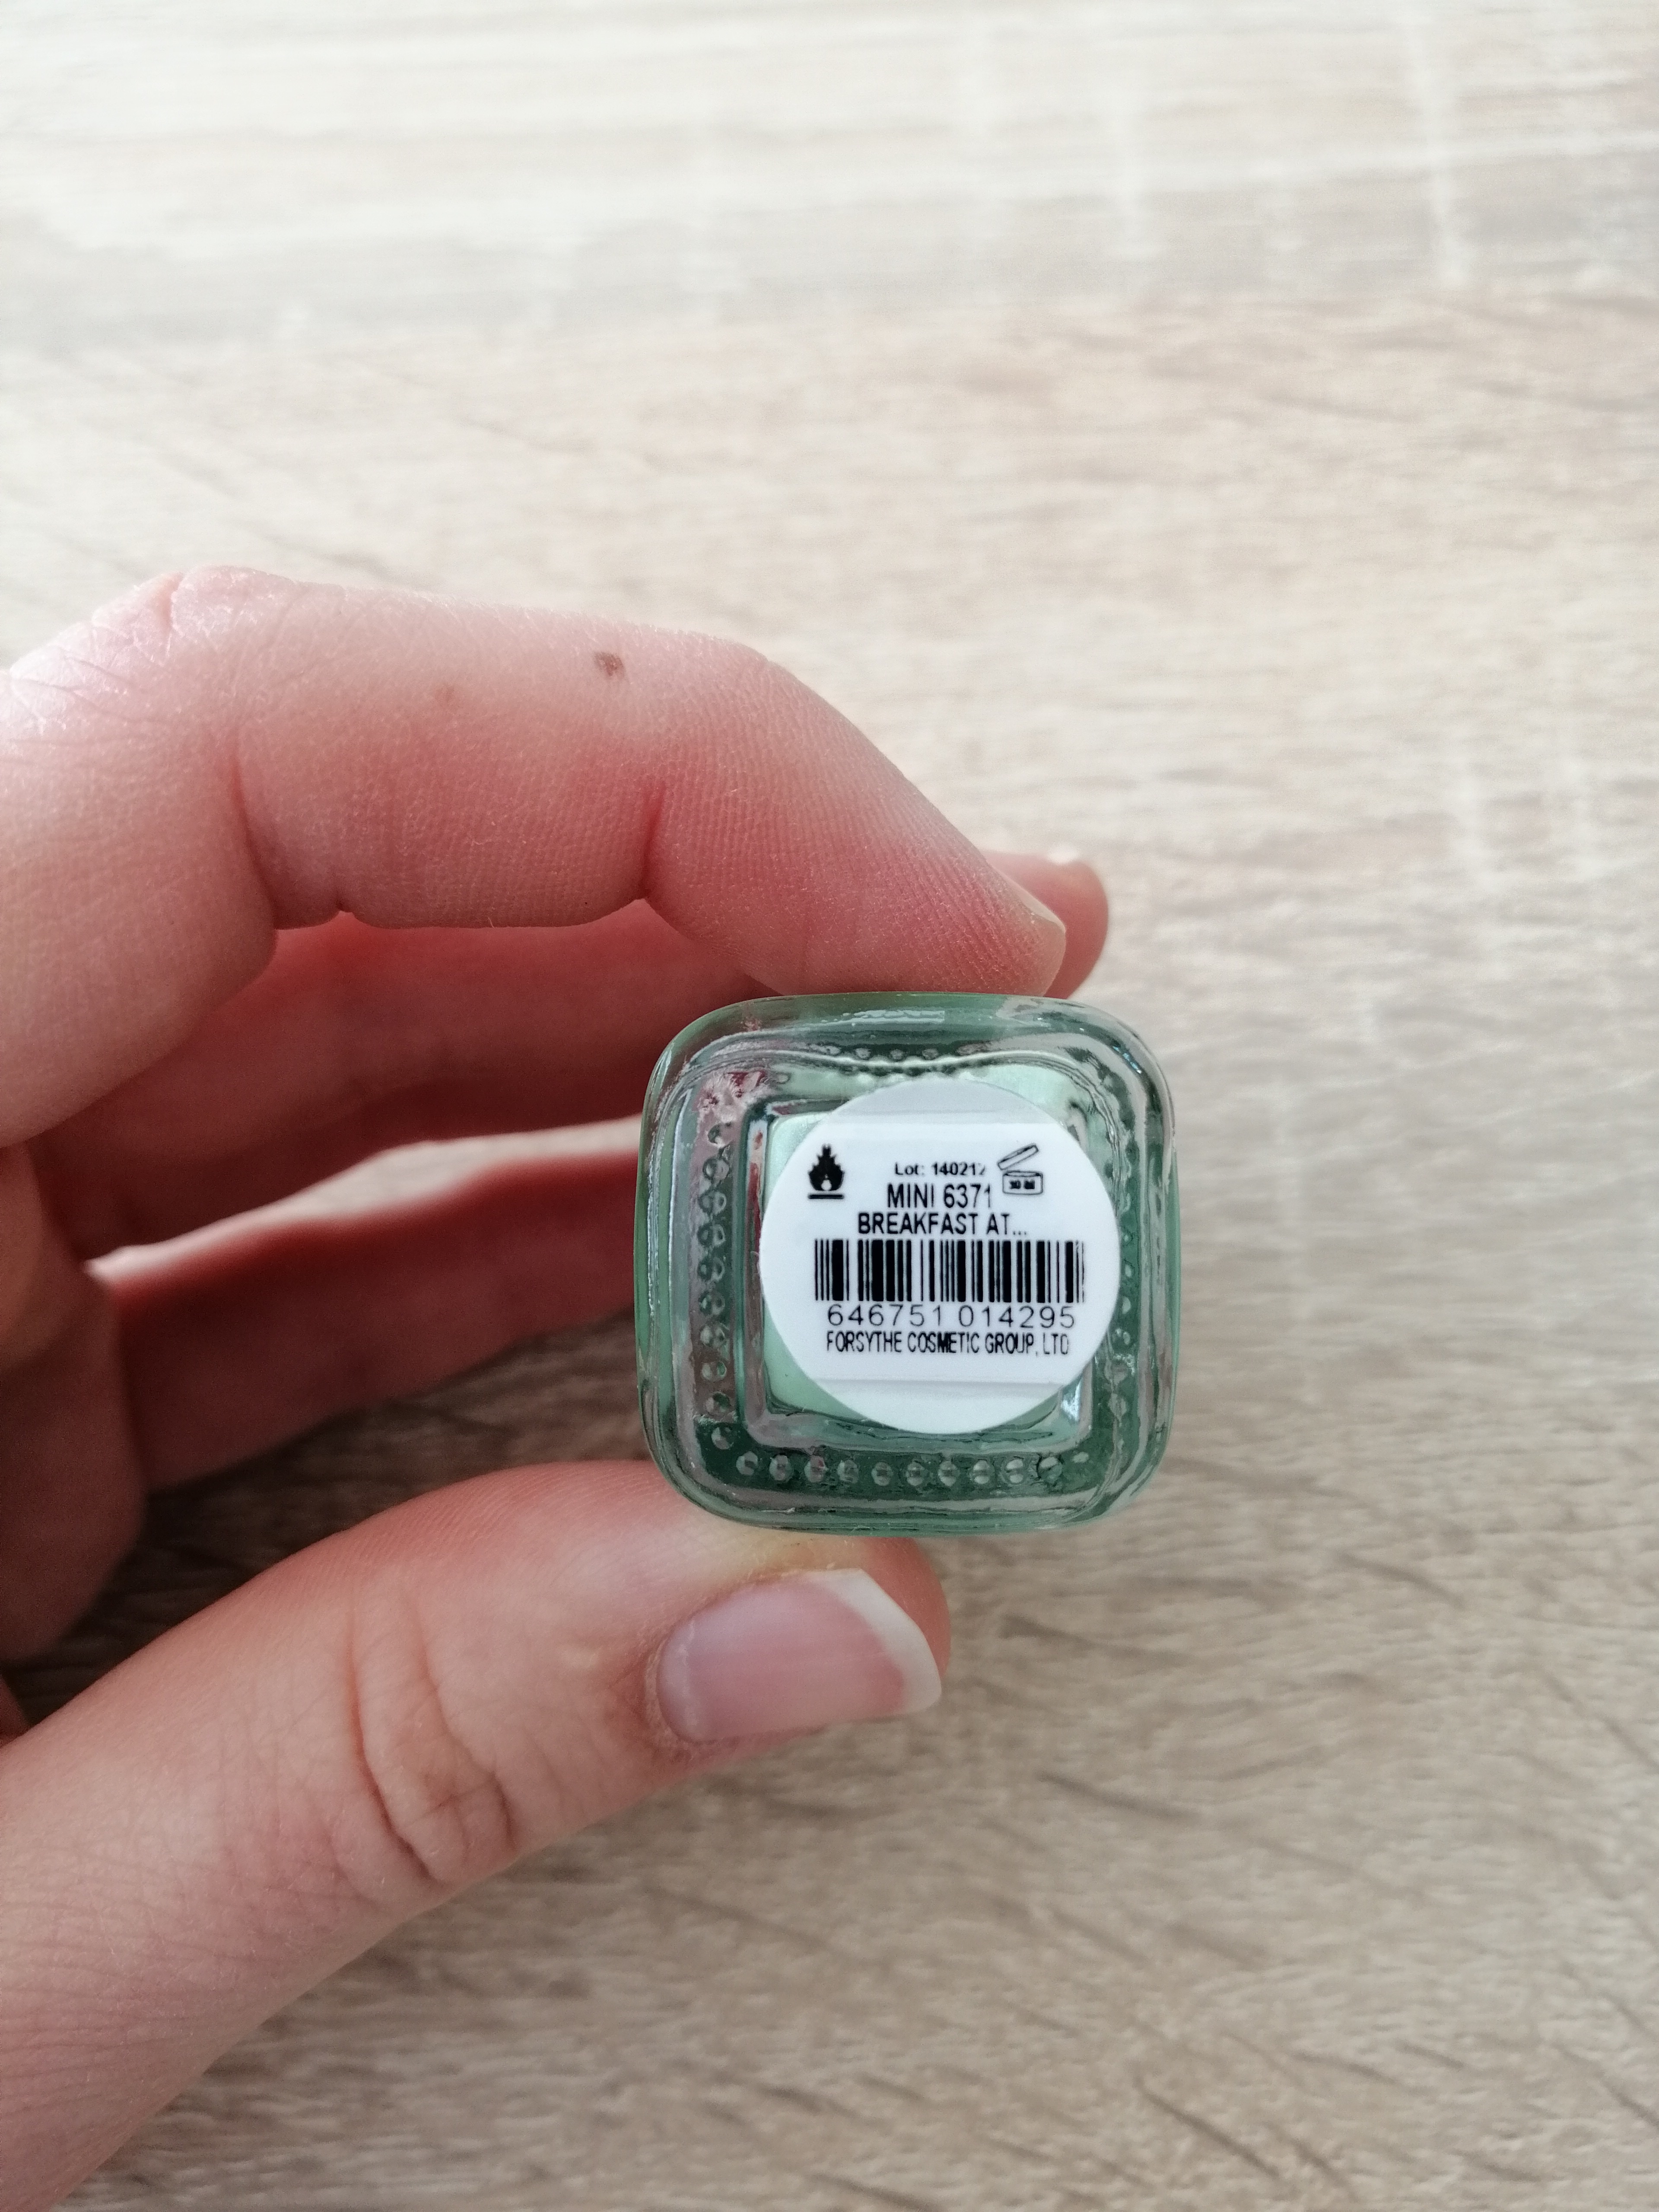 Lot: 140217
MINI 6371
BREAKFAST AT...
646751 014295
FORSYTHE COSMETIC GROUP, LTD